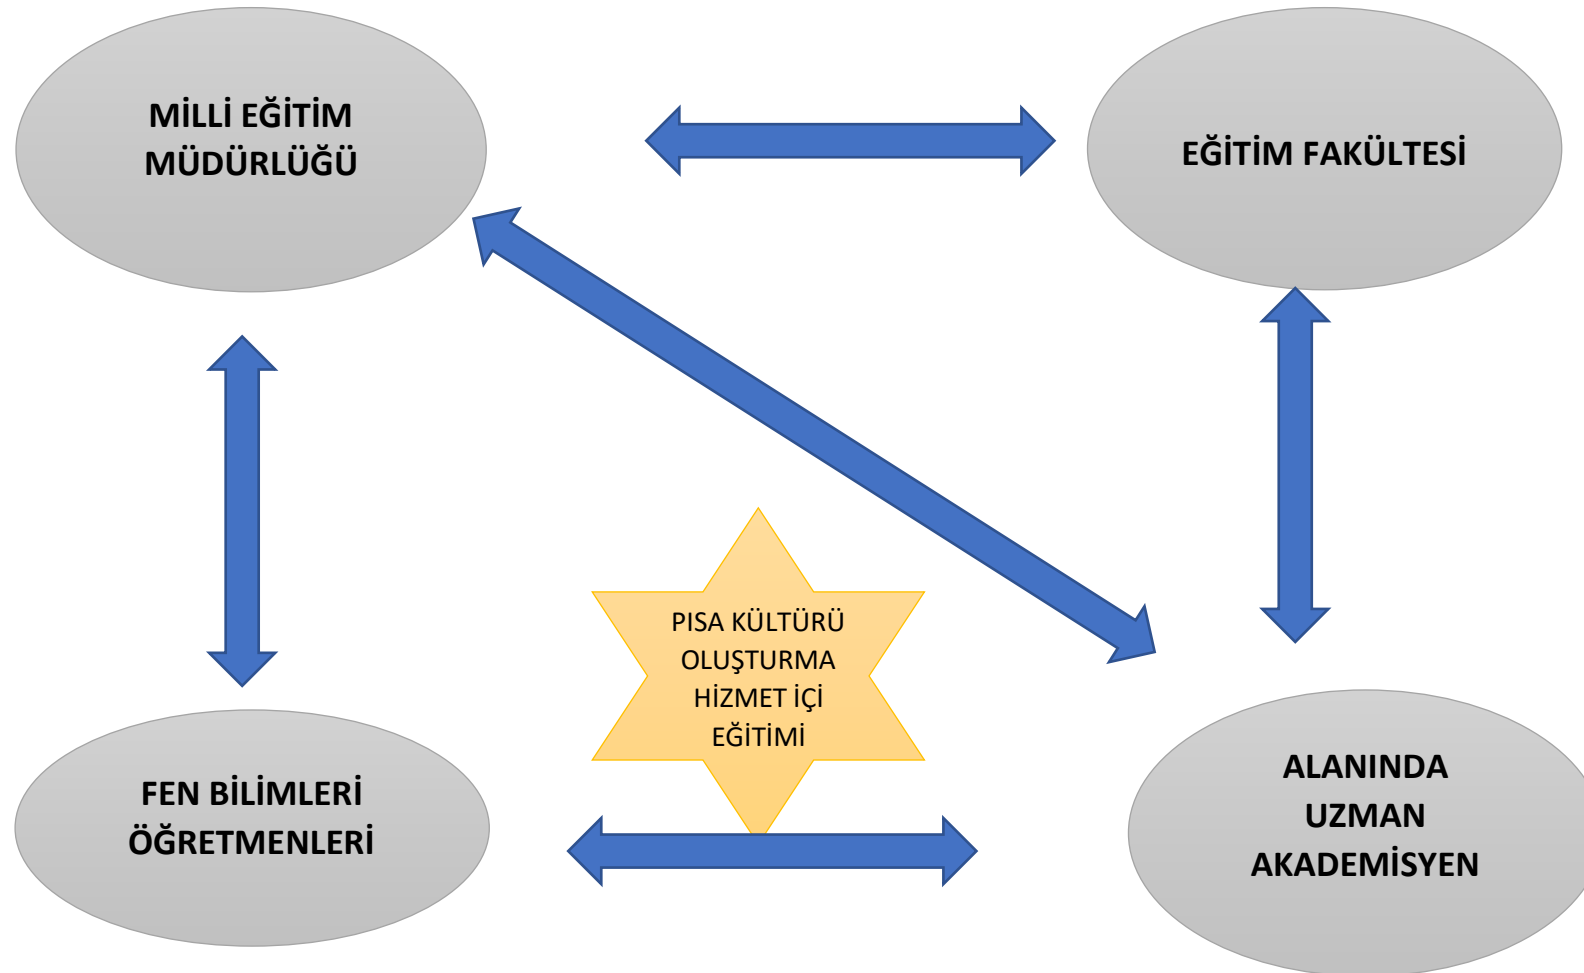 MİLLİ EĞİTİM
MÜDÜRLÜĞÜ
EĞİTİM FAKÜLTESİ
PISA KÜLTÜRÜ
OLUŞTURMA
HİZMET İÇİ
EĞİTİMİ
FEN BİLİMLERİ
ÖĞRETMENLERİ
ALANINDA
UZMAN
AKADEMİSYEN